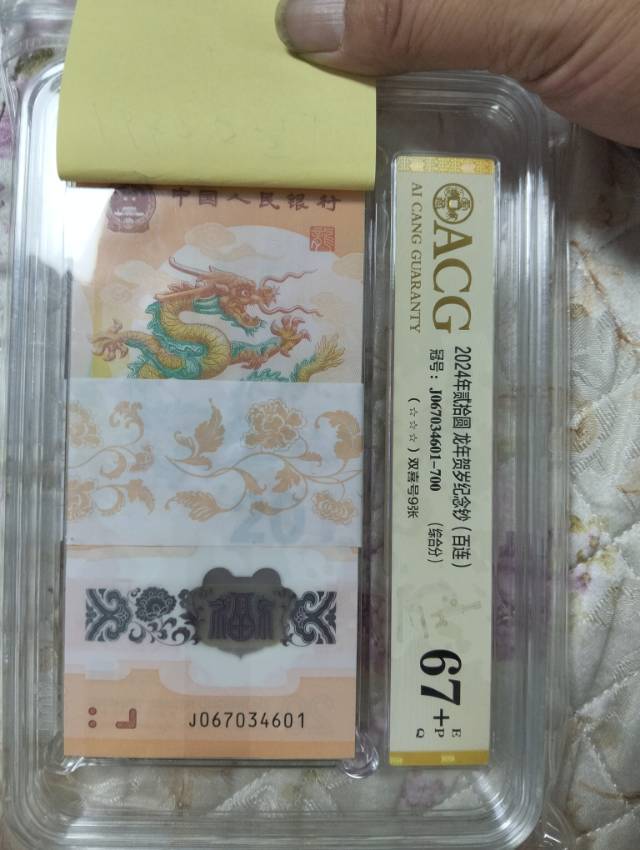 中国人民银行
20
福
J067034601
ACG
AI CANG GUARANTY
2024年贰拾圆 龙年贺岁纪念钞（百连）
冠号：J067034601-700
（综合分）
（☆☆☆）双喜号9张
67+
E
P
Q